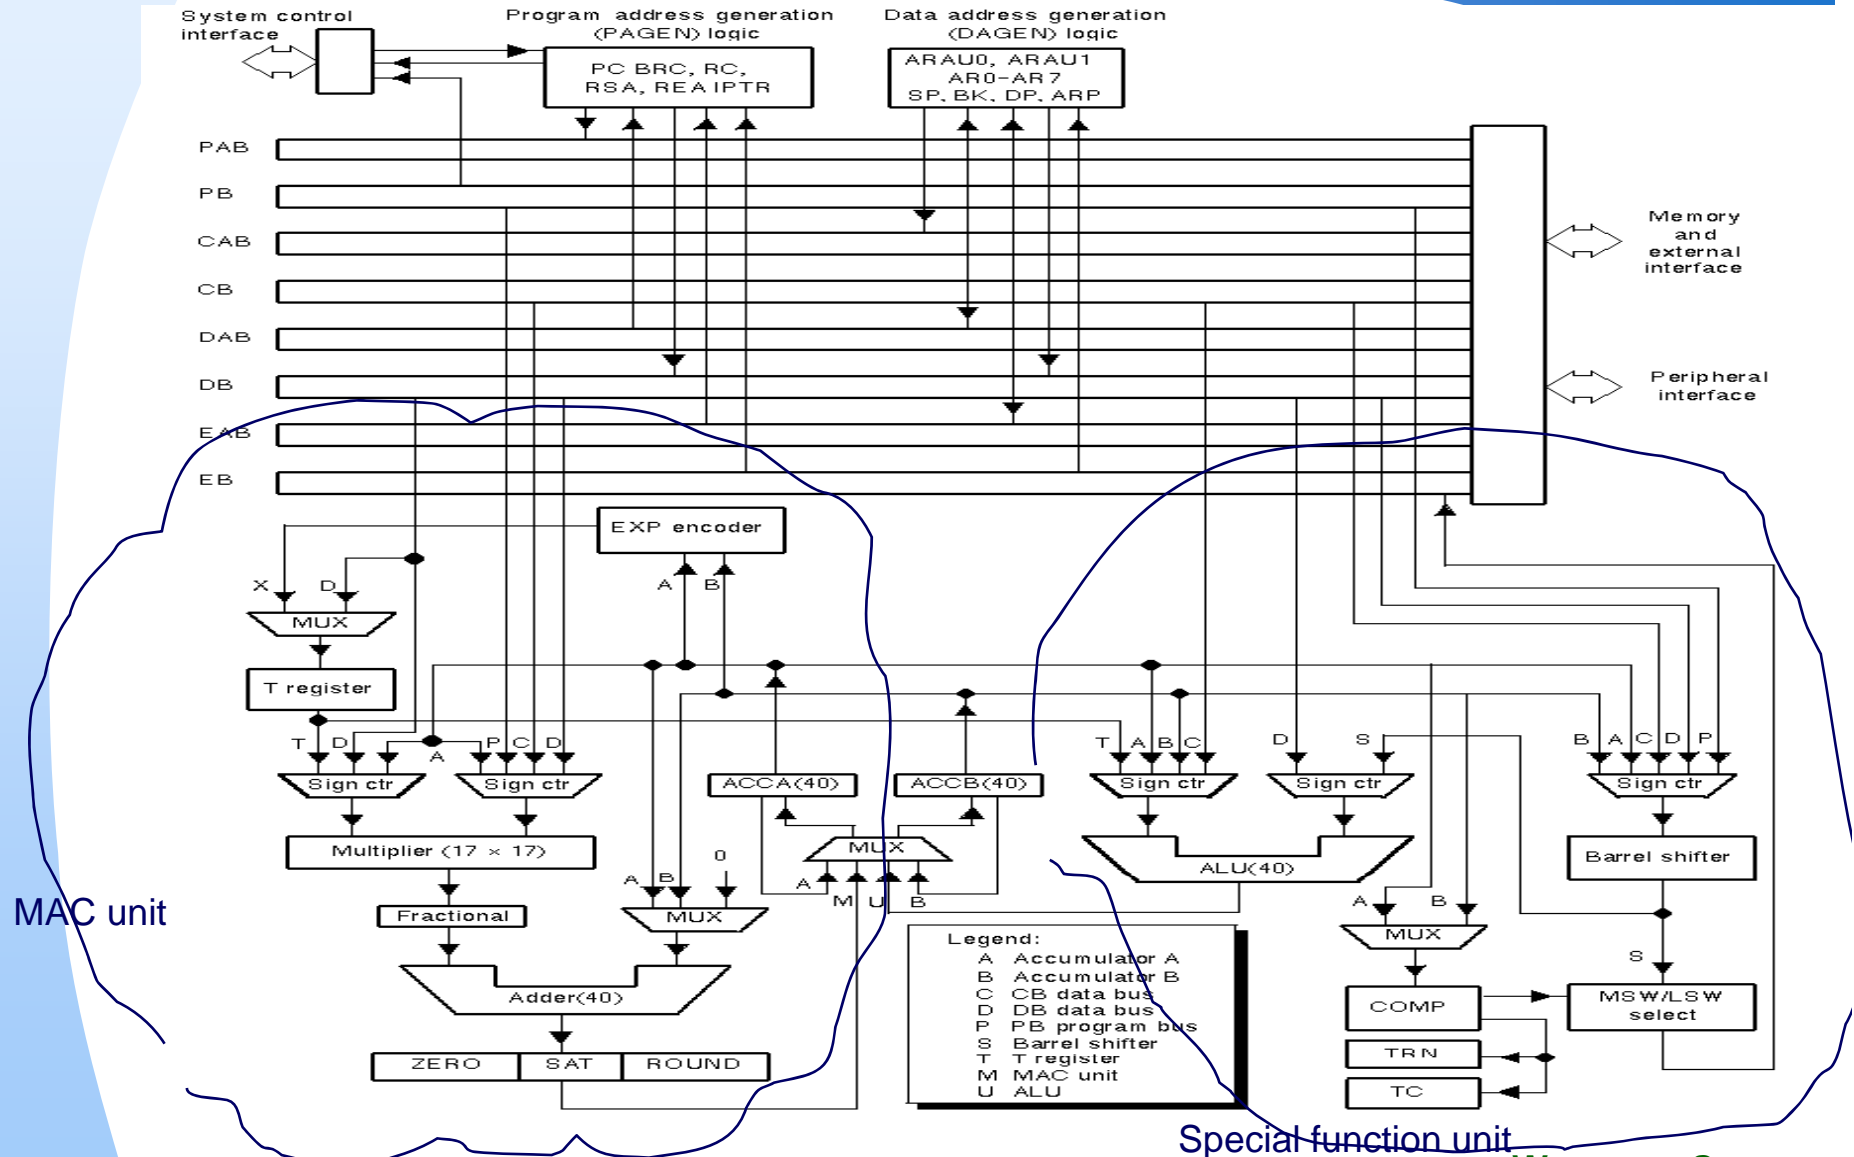 System control
interface
Program address generation
(PAGEN) logic
Data address generation
(DAGEN) logic
PC BRC, RC,
RSA, REA IPTR
ARAU0, ARAU1
AR0-AR7
SP, BK, DP, ARP
PAB
PB
CAB
CB
DAB
DB
EAB
EB
Memory
and
external
interface
Peripheral
interface
EXP encoder
X D
A B
MUX
T register
T D
A
P C D
T A B C
D
S
B A C D P
Sign ctr
Sign ctr
ACCA(40)
ACCB(40)
Sign ctr
Sign ctr
Sign ctr
Multiplier (17 × 17)
MUX
ALU(40)
Barrel shifter
A B 0
A M U B
A B
MAC unit
Fractional
MUX
MUX
S
Adder(40)
COMP
MSW/LSW
select
ZERO SAT ROUND
TRN
TC
Legend:
A Accumulator A
B Accumulator B
C CB data bus
D DB data bus
P PB program bus
S Barrel shifter
T T register
M MAC unit
U ALU
Special function unit